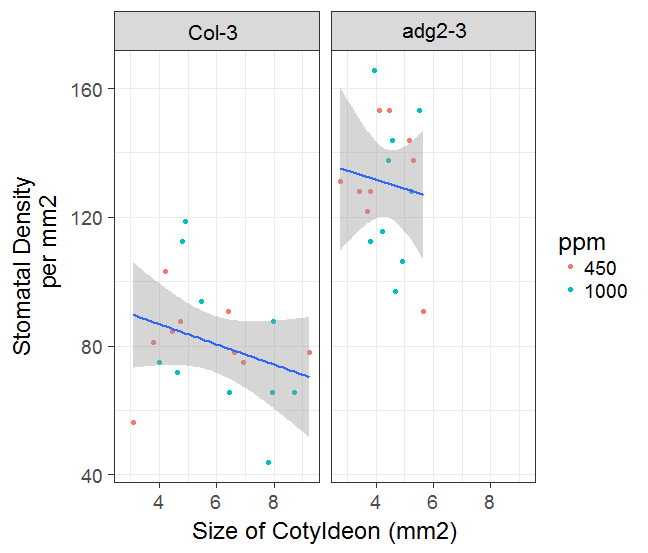 Col-3
adg2-3
160
120
80
40
Stomatal Density
per mm2
4
6
8
4
6
8
Size of Cotyldeon (mm2)
ppm
450
1000